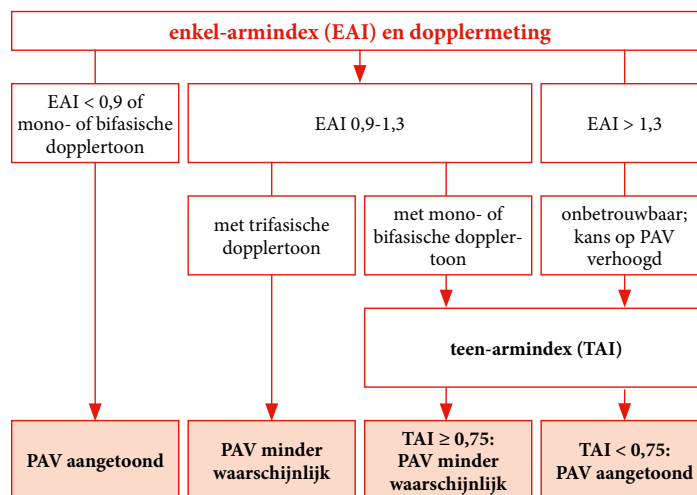 enkel-armindex (EAI) en dopplermeting
EAI < 0,9 of
mono- of bifasische
dopplertoon
EAI 0,9-1,3
EAI > 1,3
met trifasische
dopplertoon
met mono- of
bifasische doppler-
toon
onbetrouwbaar;
kans op PAV
verhoogd
teen-armindex (TAI)
PAV aangetoond
PAV minder
waarschijnlijk
TAI ≥ 0,75:
PAV minder
waarschijnlijk
TAI < 0,75:
PAV aangetoond